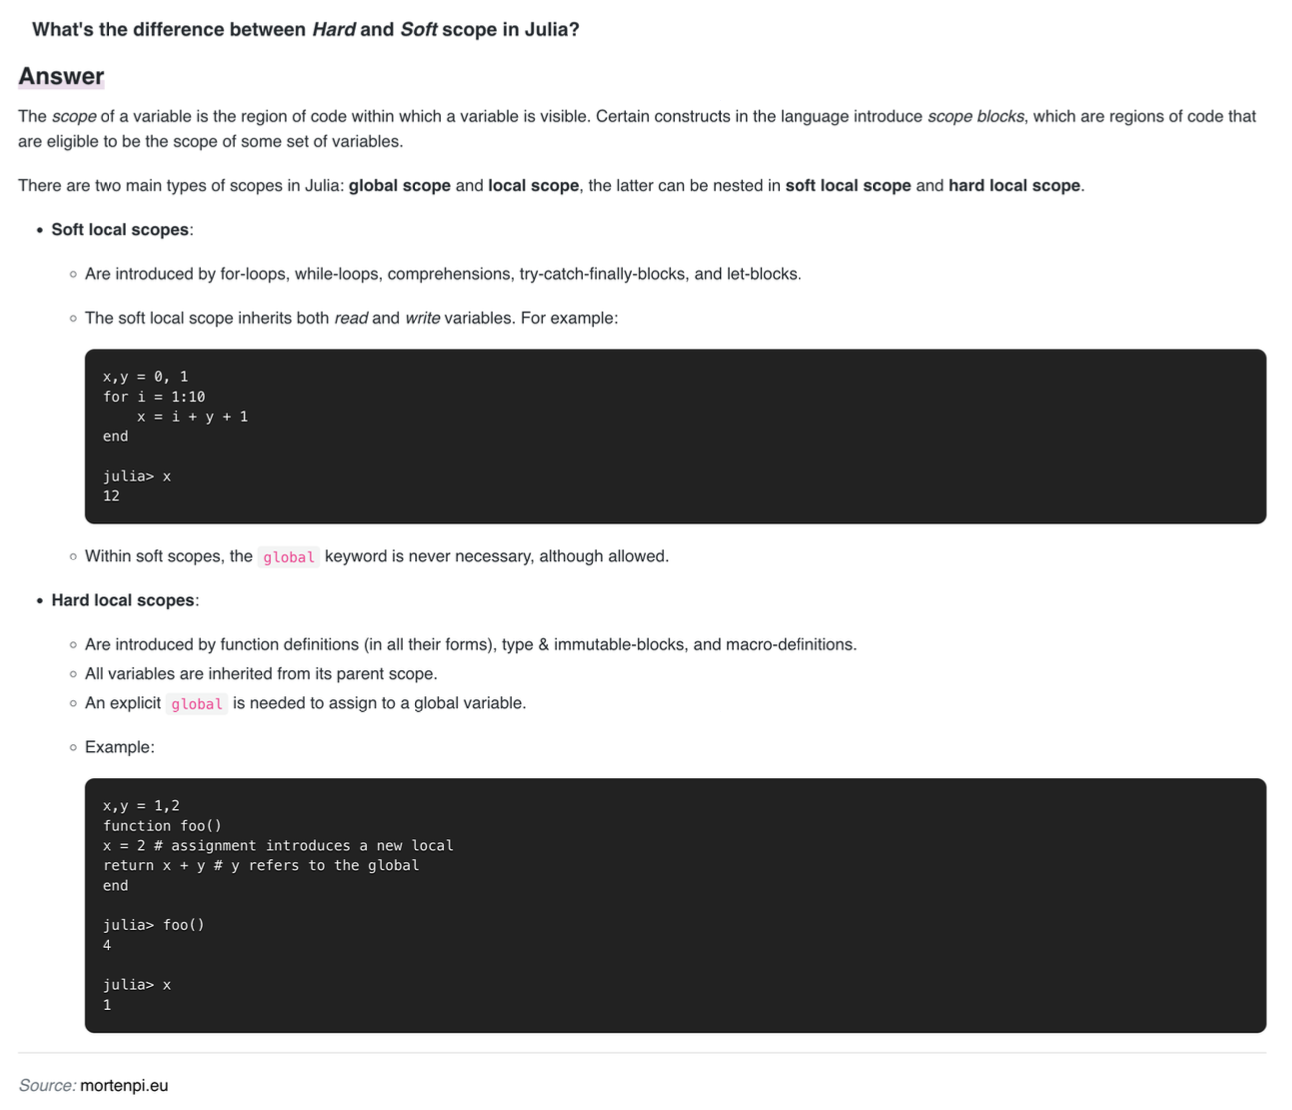 What's the difference between Hard and Soft scope in Julia?
Answer
The scope of a variable is the region of code within which a variable is visible. Certain constructs in the language introduce scope blocks, which are regions of code that
are eligible to be the scope of some set of variables.
There are two main types of scopes in Julia: global scope and local scope, the latter can be nested in soft local scope and hard local scope.
• Soft local scopes:
◦ Are introduced by for-loops, while-loops, comprehensions, try-catch-finally-blocks, and let-blocks.
◦ The soft local scope inherits both read and write variables. For example:
x,y = 0, 1
for i = 1:10
    x = i + y + 1
end
julia> x
12
◦ Within soft scopes, the global keyword is never necessary, although allowed.
• Hard local scopes:
◦ Are introduced by function definitions (in all their forms), type & immutable-blocks, and macro-definitions.
◦ All variables are inherited from its parent scope.
◦ An explicit global is needed to assign to a global variable.
◦ Example:
x,y = 1,2
function foo()
x = 2 # assignment introduces a new local
return x + y # y refers to the global
end
julia> foo()
4
julia> x
1
Source: mortenpi.eu